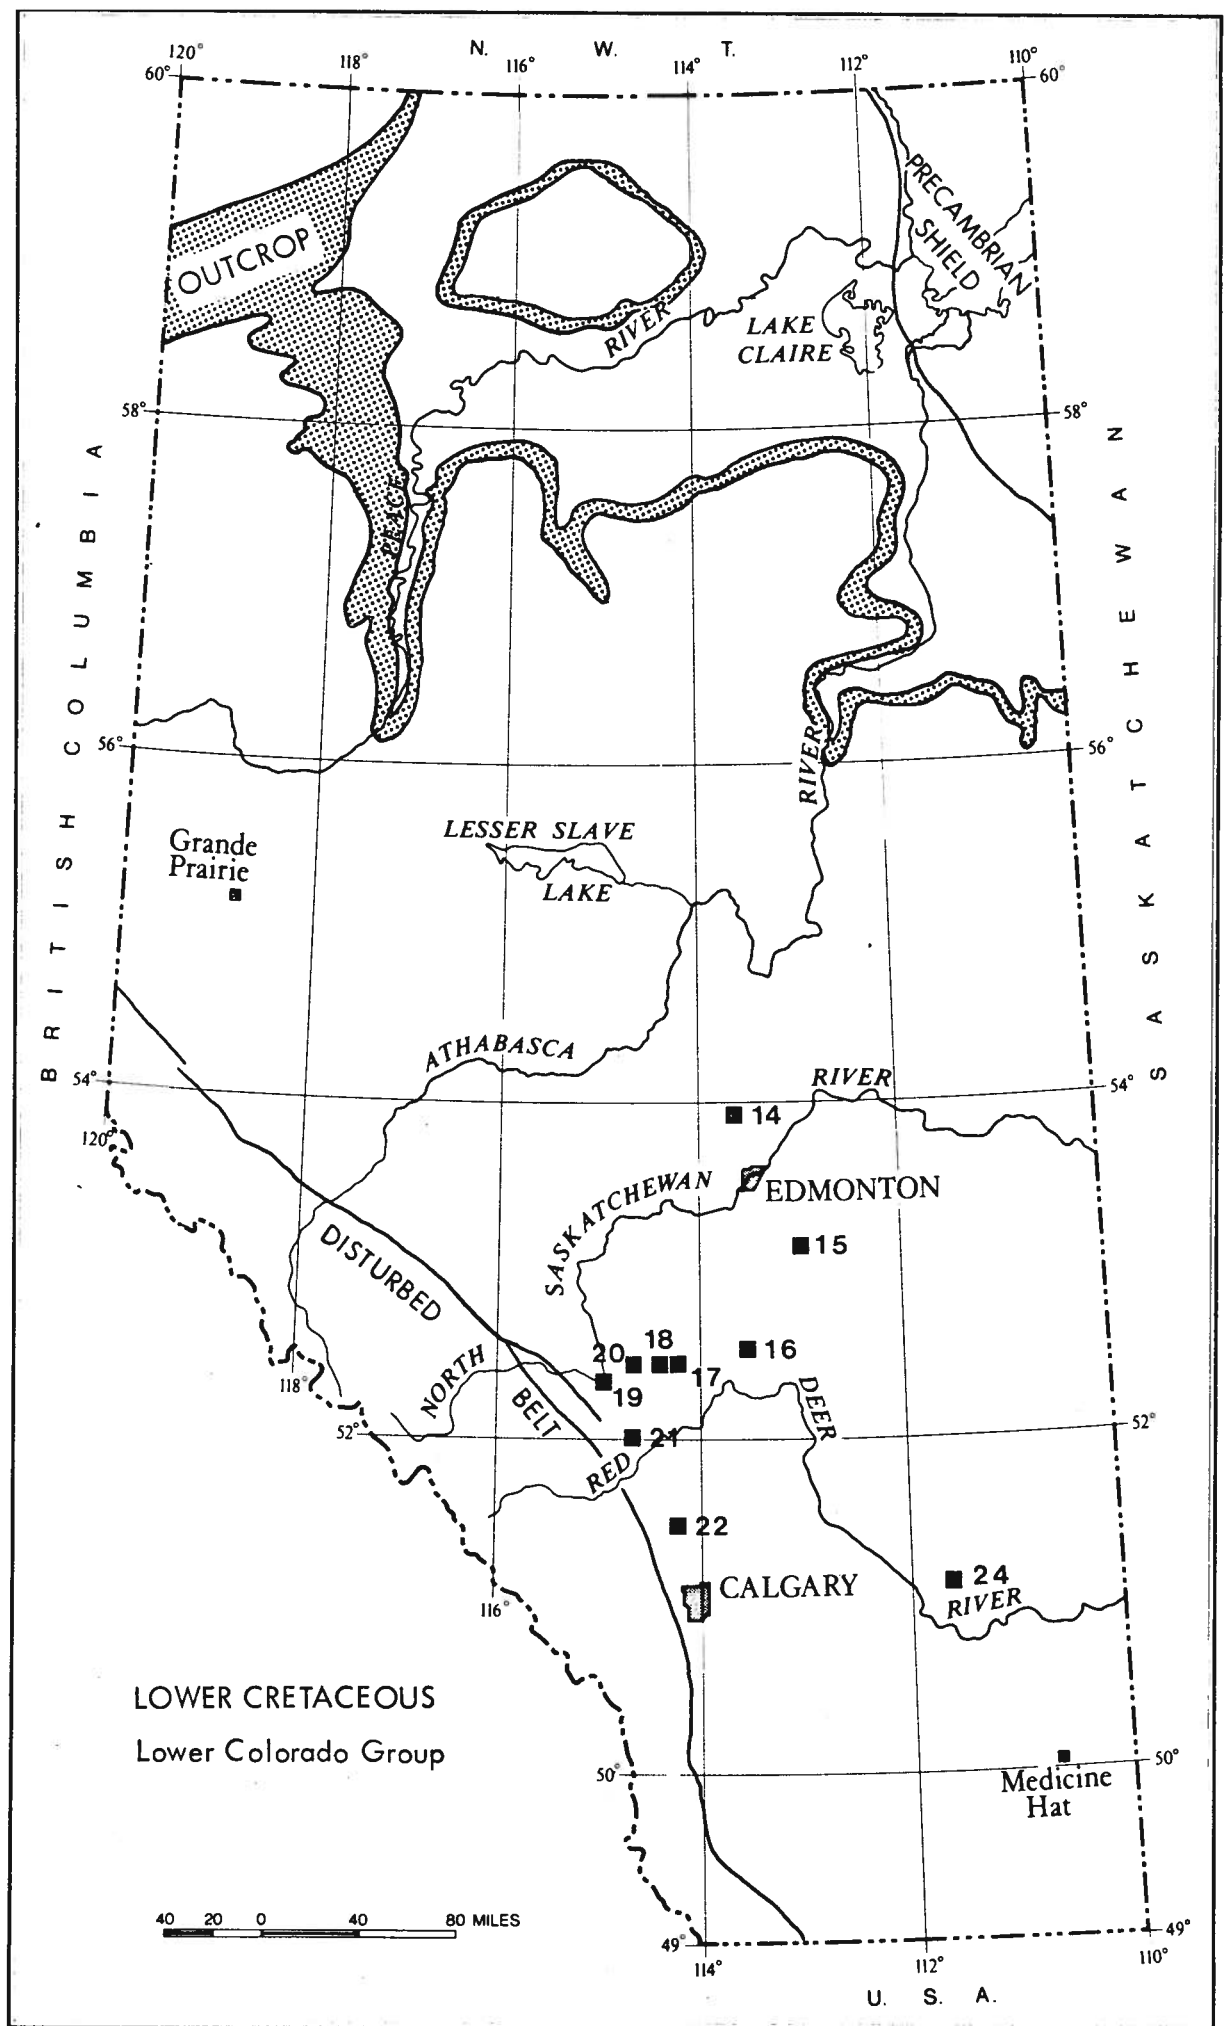 N. W. T.
120° 118° 116° 114° 112° 110°
60° 60°
PRECAMBRIAN
SHIELD
OUTCROP
RIVER
LAKE
CLAIRE
58° 58°
BRITISH COLUMBIA
SASKATCHEWAN
PEACE
RIVER
56° 56°
Grande
Prairie
LESSER SLAVE
LAKE
ATHABASCA
54° 54°
RIVER
14
120°
SASKATCHEWAN
EDMONTON
15
DISTURBED
BELT
20 18 16
17
19
NORTH
118°
DEER
52° 52°
21
RED
22
24
RIVER
CALGARY
116°
LOWER CRETACEOUS
Lower Colorado Group
50° 50°
Medicine
Hat
40 20 0 40 80 MILES
49° 49°
114° 112° 110°
U. S. A.